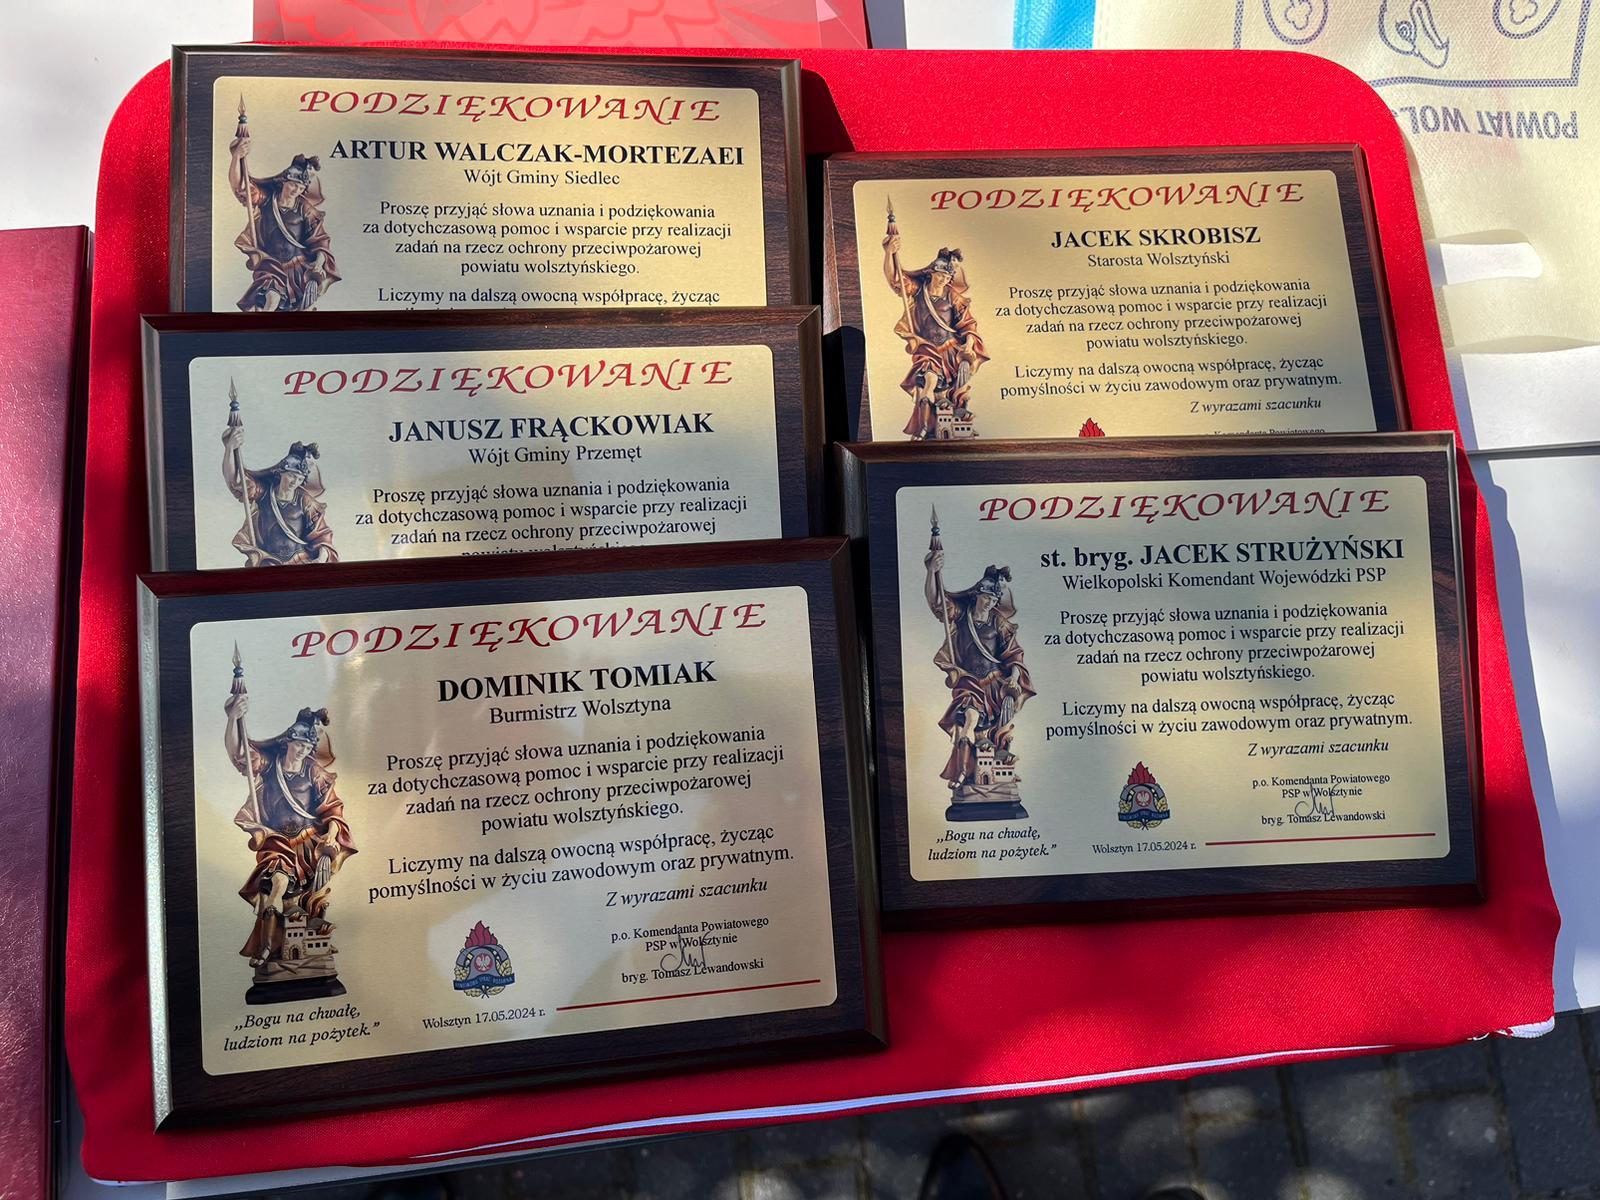 PODZIĘKOWANIE
ARTUR WALCZAK-MORTEZAEI
Wójt Gminy Siedlec
Proszę przyjąć słowa uznania i podziękowania
za dotychczasową pomoc i wsparcie przy realizacji
zadań na rzecz ochrony przeciwpożarowej
powiatu wolsztyńskiego.
Liczymy na dalszą owocną współpracę, życząc
PODZIĘKOWANIE
JANUSZ FRĄCKOWIAK
Wójt Gminy Przemęt
Proszę przyjąć słowa uznania i podziękowania
za dotychczasową pomoc i wsparcie przy realizacji
zadań na rzecz ochrony przeciwpożarowej
powiatu wolsztyńskiego.
PODZIĘKOWANIE
DOMINIK TOMIAK
Burmistrz Wolsztyna
Proszę przyjąć słowa uznania i podziękowania
za dotychczasową pomoc i wsparcie przy realizacji
zadań na rzecz ochrony przeciwpożarowej
powiatu wolsztyńskiego.
Liczymy na dalszą owocną współpracę, życząc
pomyślności w życiu zawodowym oraz prywatnym.
Z wyrazami szacunku
p.o. Komendanta Powiatowego
PSP w Wolsztynie
bryg. Tomasz Lewandowski
,,Bogu na chwałę,
ludziom na pożytek.”
Wolsztyn 17.05.2024 r.
PODZIĘKOWANIE
JACEK SKROBISZ
Starosta Wolsztyński
Proszę przyjąć słowa uznania i podziękowania
za dotychczasową pomoc i wsparcie przy realizacji
zadań na rzecz ochrony przeciwpożarowej
powiatu wolsztyńskiego.
Liczymy na dalszą owocną współpracę, życząc
pomyślności w życiu zawodowym oraz prywatnym.
Z wyrazami szacunku
PODZIĘKOWANIE
st. bryg. JACEK STRUŻYŃSKI
Wielkopolski Komendant Wojewódzki PSP
Proszę przyjąć słowa uznania i podziękowania
za dotychczasową pomoc i wsparcie przy realizacji
zadań na rzecz ochrony przeciwpożarowej
powiatu wolsztyńskiego.
Liczymy na dalszą owocną współpracę, życząc
pomyślności w życiu zawodowym oraz prywatnym.
Z wyrazami szacunku
p.o. Komendanta Powiatowego
PSP w Wolsztynie
bryg. Tomasz Lewandowski
,,Bogu na chwałę,
ludziom na pożytek.”
Wolsztyn 17.05.2024 r.
POWIAT WOL